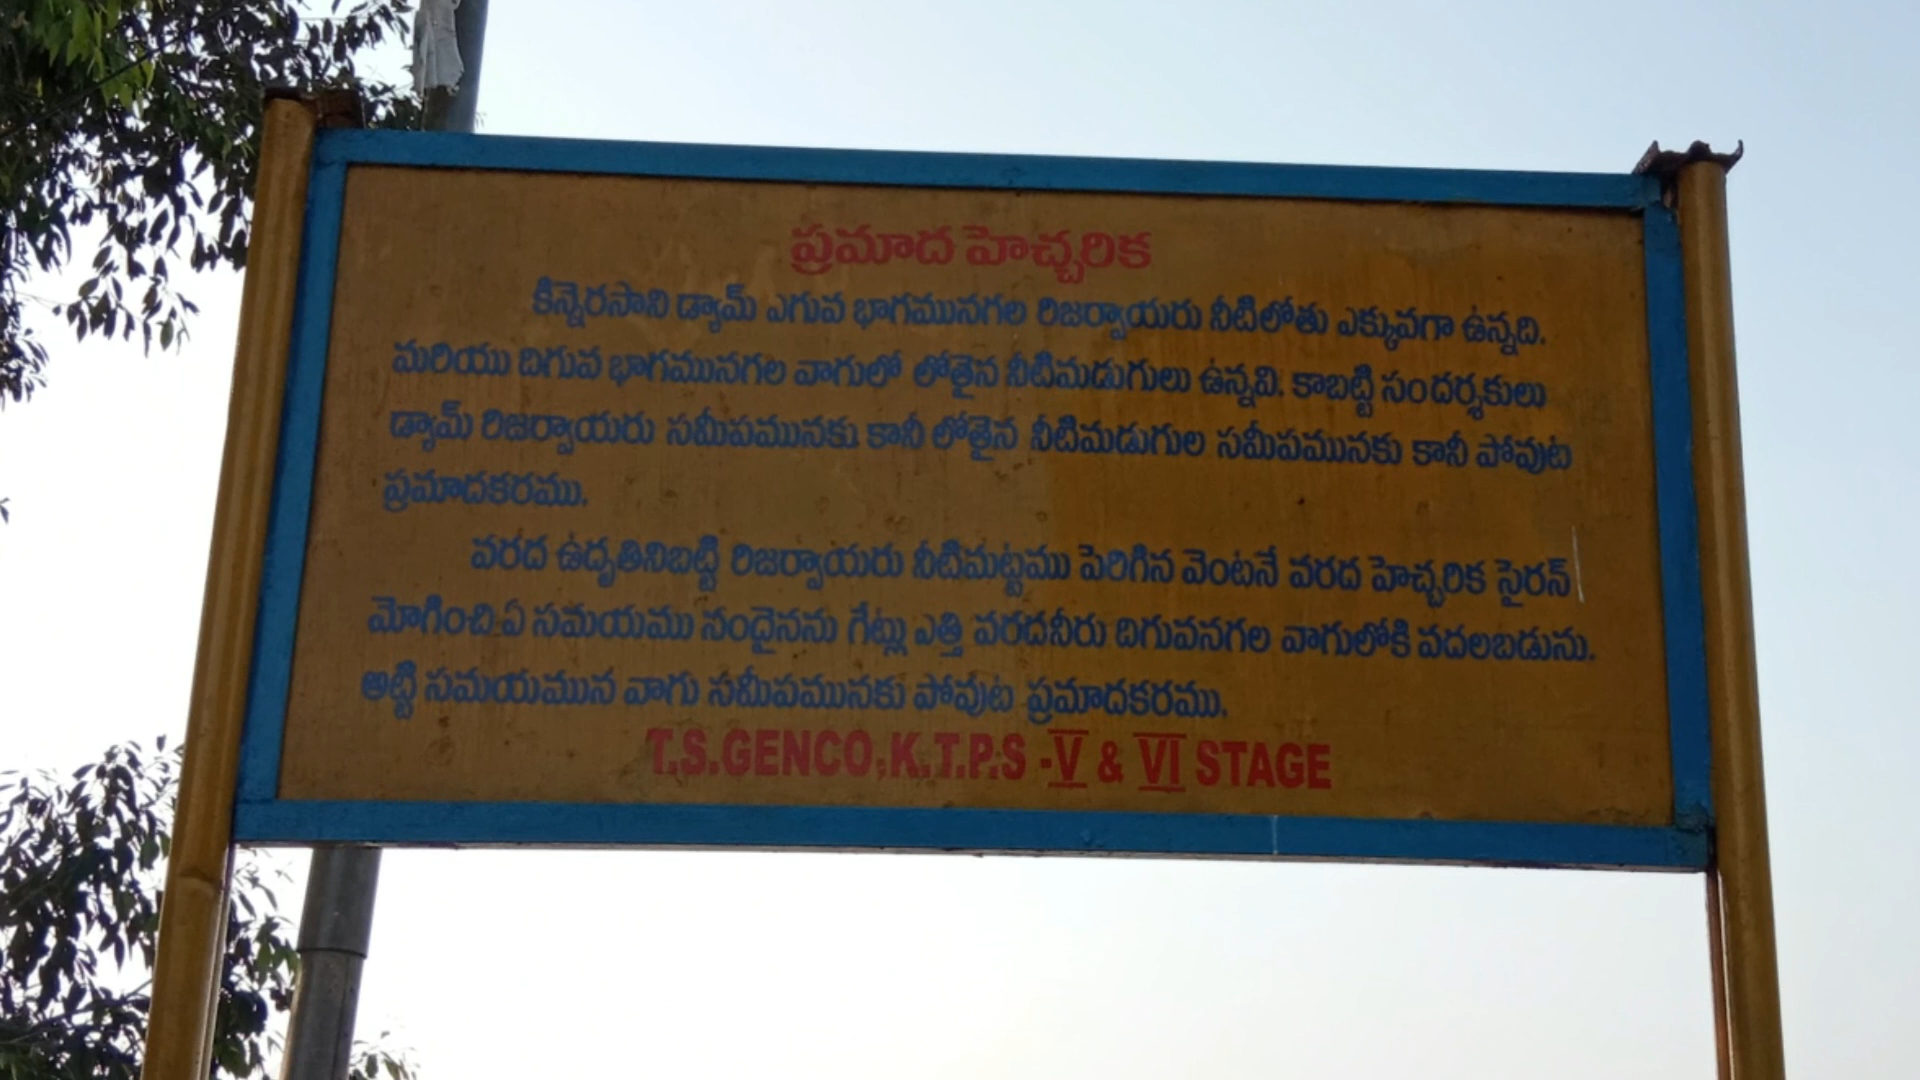 ప్రమాద హెచ్చరిక
కిన్నెరసాని డ్యామ్ ఎగువ భాగమునగల రిజర్వాయరు నీటిలోతు ఎక్కువగా ఉన్నది.
మరియు దిగువ భాగమునగల వాగులో లోతైన నీటిమడుగులు ఉన్నవి. కాబట్టి సందర్శకులు
డ్యామ్ రిజర్వాయరు సమీపమునకు కానీ లోతైన నీటిమడుగుల సమీపమునకు కానీ పోవుట
ప్రమాదకరము.
వరద ఉదృతినిబట్టి రిజర్వాయరు నీటిమట్టము పెరిగిన వెంటనే వరద హెచ్చరిక సైరన్
మోగించి ఏ సమయము నందైనను గేట్లు ఎత్తి వరదనీరు దిగువనగల వాగులోకి వదలబడును.
అట్టి సమయమున వాగు సమీపమునకు పోవుట ప్రమాదకరము.
T.S.GENCO.K.T.P.S -V & VI STAGE